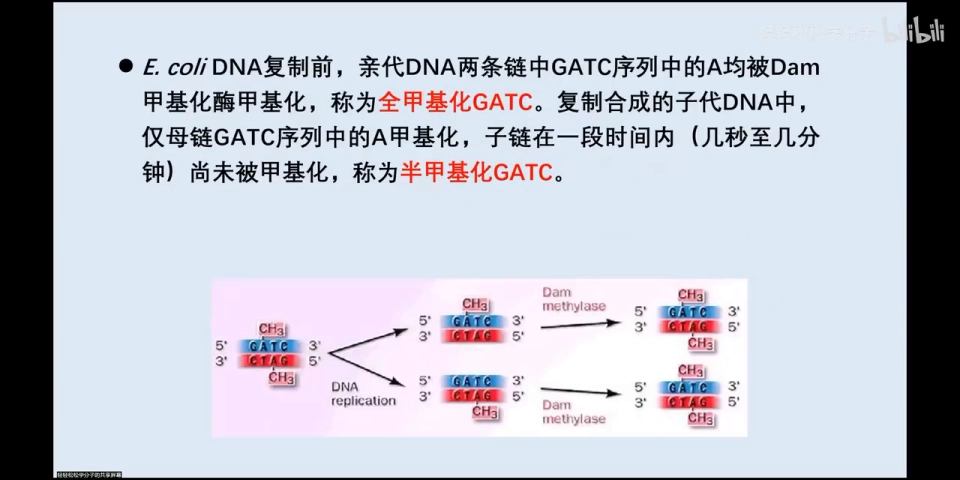 bilibili
E. coli DNA复制前，亲代DNA两条链中GATC序列中的A均被Dam
甲基化酶甲基化，称为全甲基化GATC。复制合成的子代DNA中，
仅母链GATC序列中的A甲基化，子链在一段时间内（几秒至几分
钟）尚未被甲基化，称为半甲基化GATC。
CH3
5' GATC 3'
3' CTAG 5'
CH3
DNA
replication
CH3
5' GATC 3'
3' CTAG 5'
5' GATC 3'
3' CTAG 5'
CH3
Dam
methylase
Dam
methylase
CH3
5' GATC 3'
3' CTAG 5'
CH3
CH3
5' GATC 3'
3' CTAG 5'
CH3